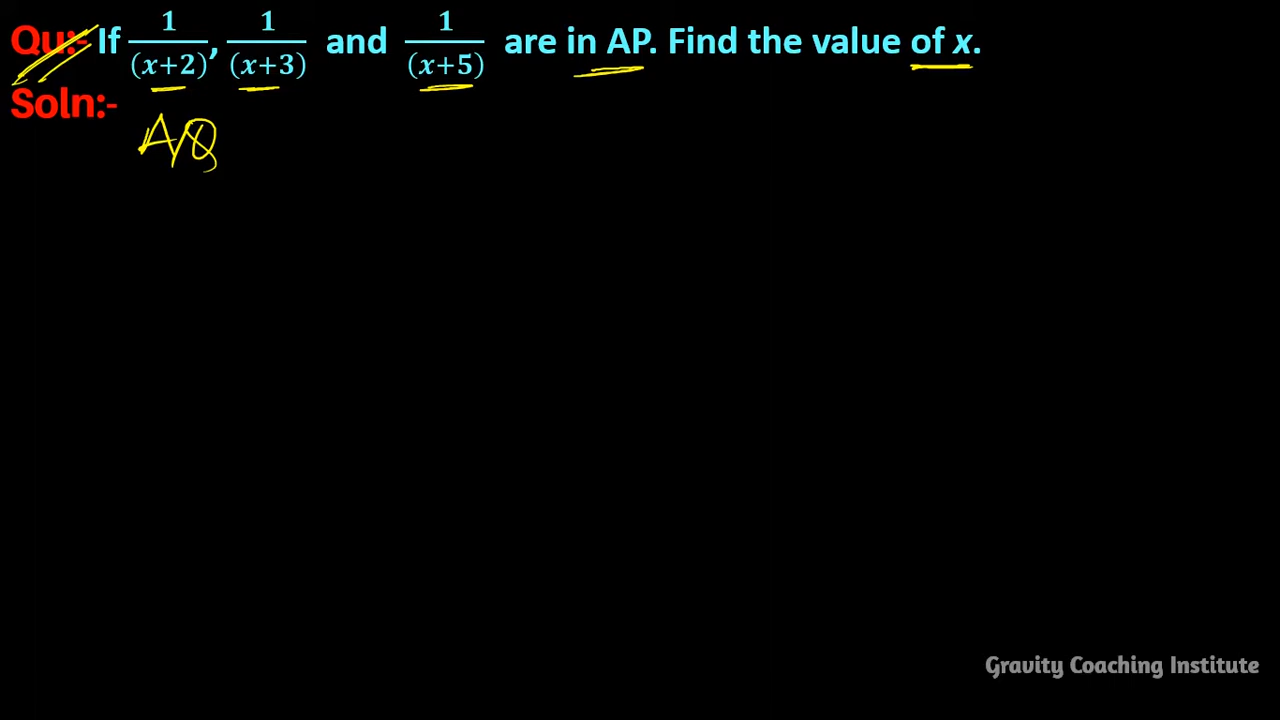 Qu:- If 1/(x+2), 1/(x+3) and 1/(x+5) are in AP. Find the value of x.
Soln:-
A/Q
Gravity Coaching Institute